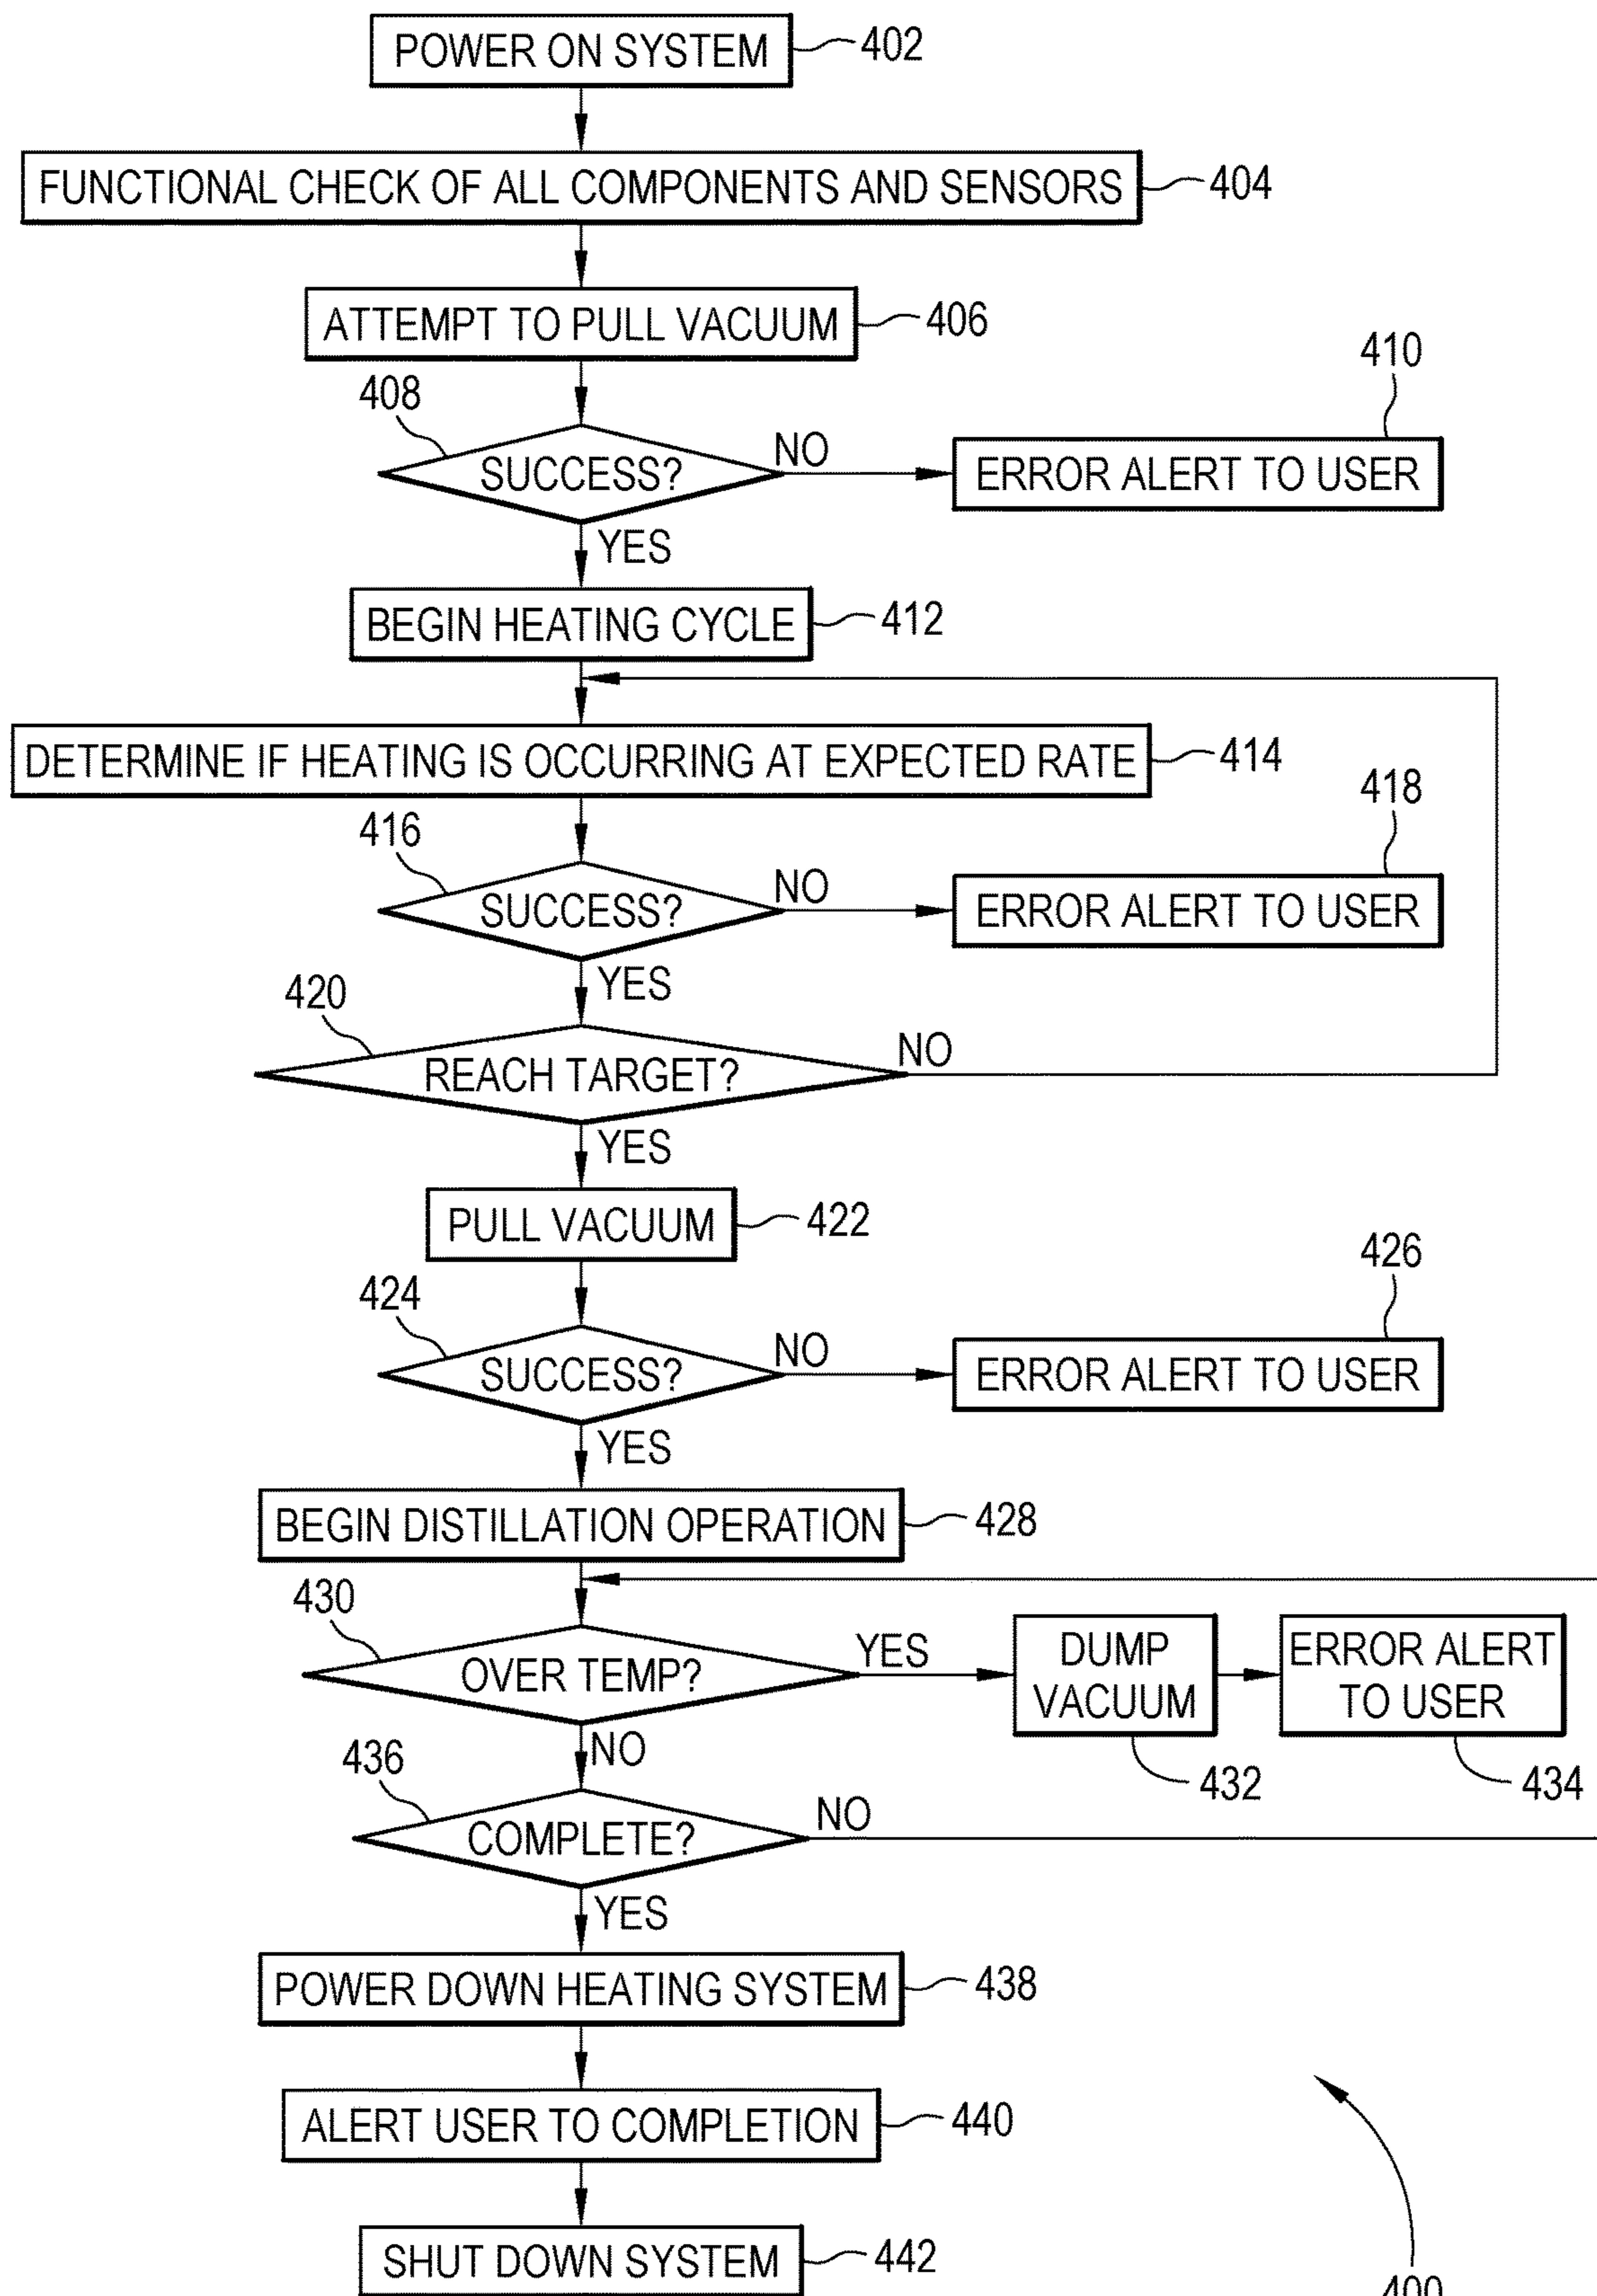 POWER ON SYSTEM
402
FUNCTIONAL CHECK OF ALL COMPONENTS AND SENSORS
404
ATTEMPT TO PULL VACUUM
406
408
SUCCESS?
NO
410
ERROR ALERT TO USER
YES
BEGIN HEATING CYCLE
412
DETERMINE IF HEATING IS OCCURRING AT EXPECTED RATE
414
416
SUCCESS?
NO
418
ERROR ALERT TO USER
YES
420
REACH TARGET?
NO
YES
PULL VACUUM
422
424
SUCCESS?
NO
426
ERROR ALERT TO USER
YES
BEGIN DISTILLATION OPERATION
428
430
OVER TEMP?
YES
DUMP
VACUUM
432
ERROR ALERT
TO USER
434
NO
436
COMPLETE?
NO
YES
POWER DOWN HEATING SYSTEM
438
ALERT USER TO COMPLETION
440
SHUT DOWN SYSTEM
442
400